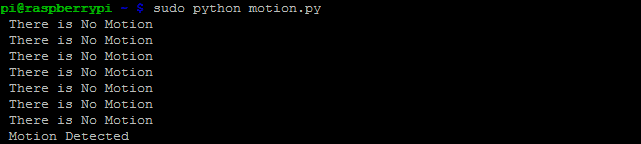 pi@raspberrypi ~ $ sudo python motion.py
There is No Motion
There is No Motion
There is No Motion
There is No Motion
There is No Motion
There is No Motion
There is No Motion
Motion Detected